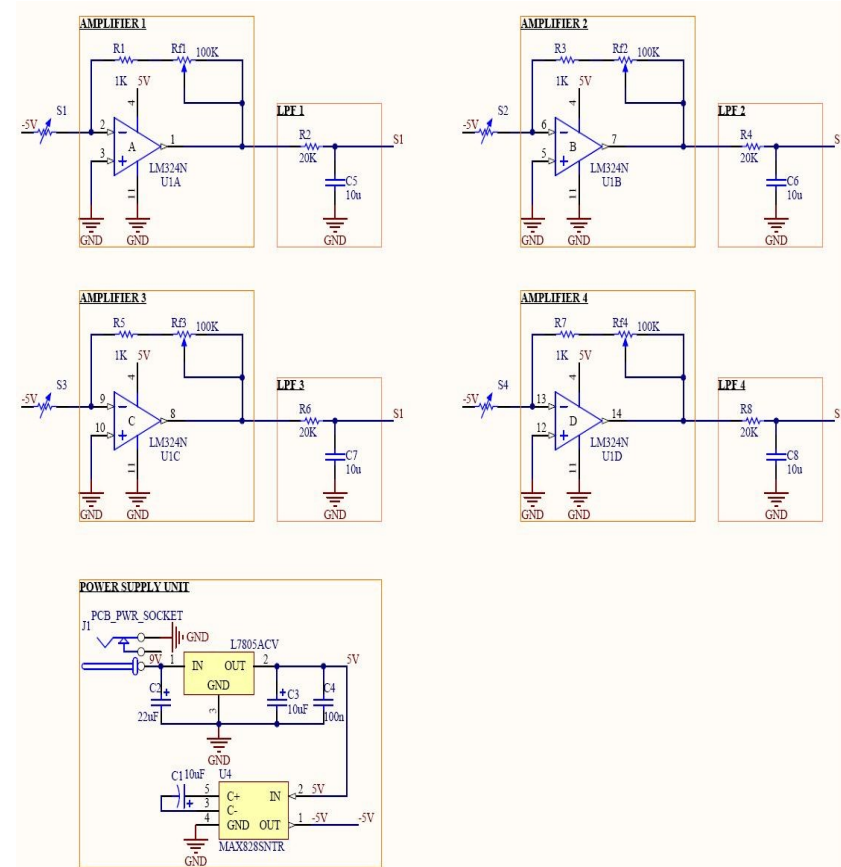 AMPLIFIER 1
R1 Rf1 100K
1K 5V
4
-5V S1
2
A 1
3
LM324N
U1A
11
GND GND
LPF 1
R2
20K
S1
C5
10u
GND
AMPLIFIER 2
R3 Rf2 100K
1K 5V
4
-5V S2
6
B 7
5
LM324N
U1B
11
GND GND
LPF 2
R4
20K
S
C6
10u
GND
AMPLIFIER 3
R5 Rf3 100K
1K 5V
4
-5V S3
9
C 8
10
LM324N
U1C
11
GND GND
LPF 3
R6
20K
S1
C7
10u
GND
AMPLIFIER 4
R7 Rf4 100K
1K 5V
4
-5V S4
13
D 14
12
LM324N
U1D
11
GND GND
LPF 4
R8
20K
S
C8
10u
GND
POWER SUPPLY UNIT
PCB_PWR_SOCKET
J1
GND
L7805ACV
9V 1 IN OUT 2 5V
GND
3
C2 + 22uF
+ C3 10uF
C4 100n
GND
C1 10uF U4
+
5 C+ IN 2 5V
3 C-
4 GND OUT 1 -5V -5V
MAX828SNTR
GND